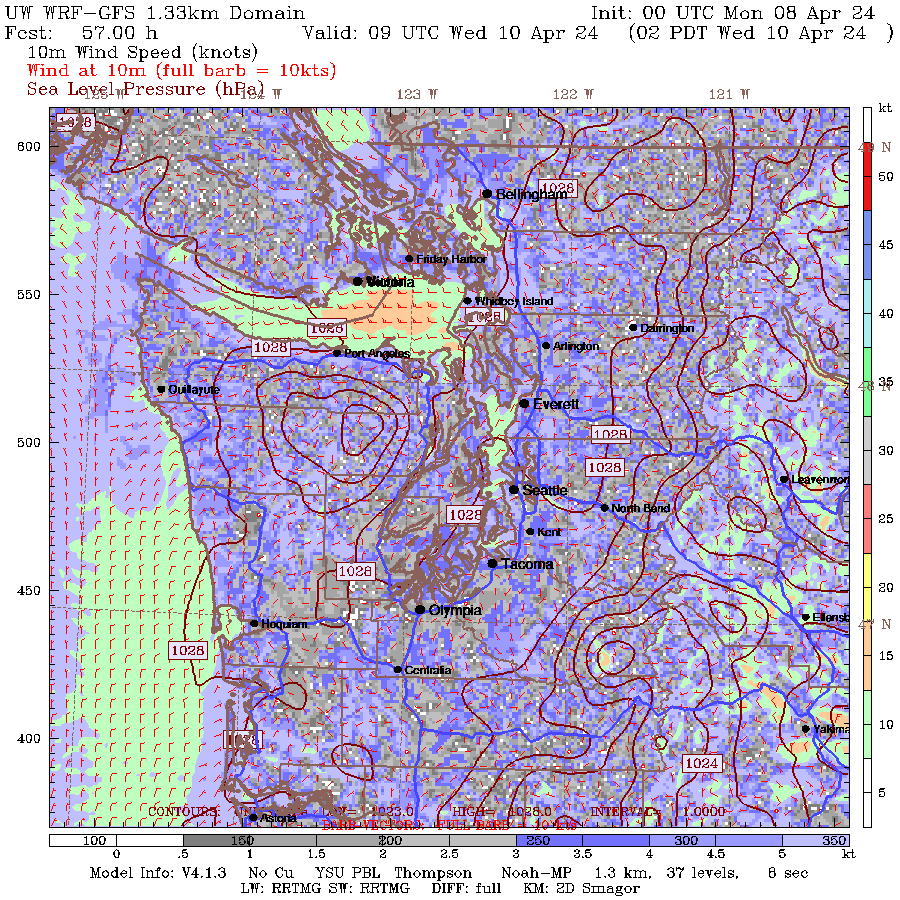 UW WRF-GFS 1.33km Domain Init: 00 UTC Mon 08 Apr 24
Fcst: 57.00 h Valid: 09 UTC Wed 10 Apr 24 (02 PDT Wed 10 Apr 24 )
10m Wind Speed (knots)
Wind at 10m (full barb = 10kts)
Sea Level Pressure (hPa)
125 W 124 W 123 W 122 W 121 W
kt
1028
600
49 N
50
1028
Bellingham
45
Friday Harbor
Victoria
550
Whidbey Island
40
1028
1028
Darrington
1028
Arlington
Port Angeles
35
48 N
Quillayute
Everett
500
1028
30
1028
Leavenwor
Seattle
North Bend
1028
25
Kent
Tacoma
1028
450
20
Olympia
Ellensb
Hoquiam
47 N
1028
15
Centralia
10
Yakima
400
1028
1024
5
CONTOURS: LOW= 1023.0 HIGH= 1028.0 INTERVAL= 1.0000
Astoria
BARB VECTORS: FULL BARB = 10 kts
100 150 200 250 300 350
0 .5 1 1.5 2 2.5 3 3.5 4 4.5 5 kt
Model Info: V4.1.3 No Cu YSU PBL Thompson Noah-MP 1.3 km, 37 levels, 8 sec
LW: RRTMG SW: RRTMG DIFF: full KM: 2D Smagor